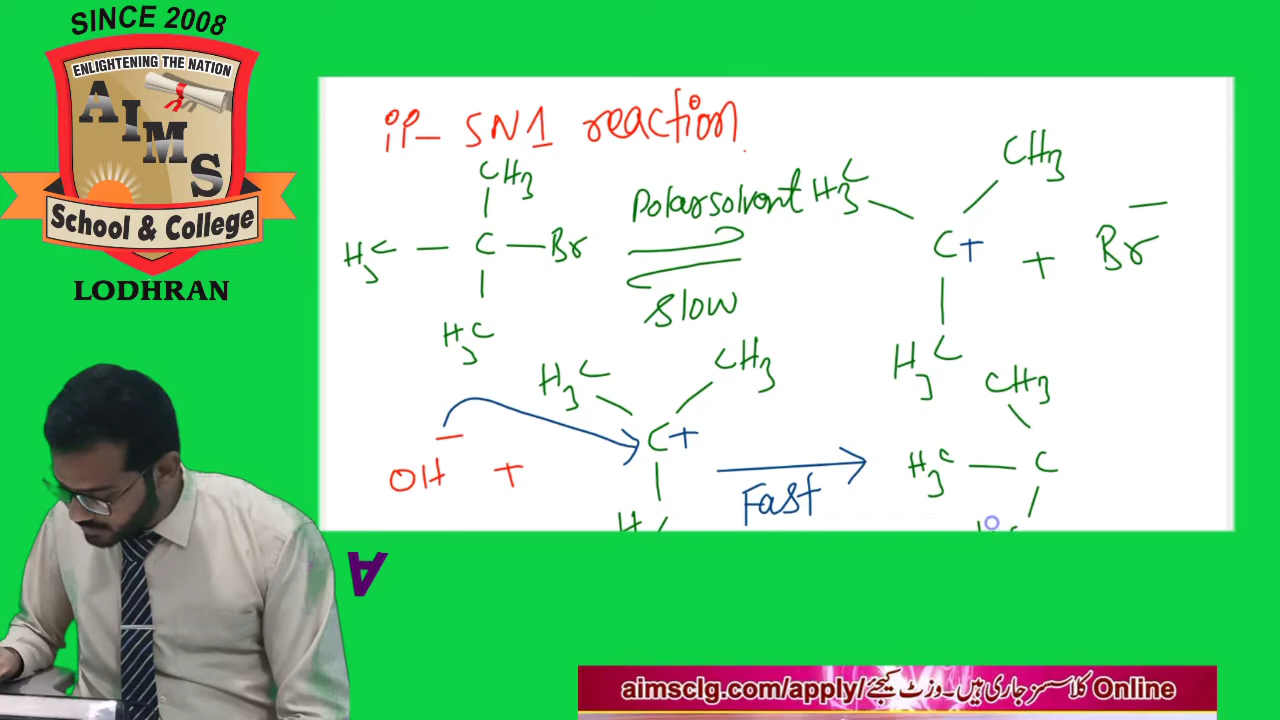 SINCE 2008
ENLIGHTENING THE NATION
AIMS
School & College
LODHRAN
ii- SN1 reaction
CH3
H3C — C — Br
H3C
Polar solvent
Slow
H3C CH3
C+ + Br−
H3C
H3C CH3
OH− + C+
Fast
CH3
H3C — C
∀
aimsclg.com/apply/ کلاسسز جاری ہیں۔ وزٹ کیجئے Online